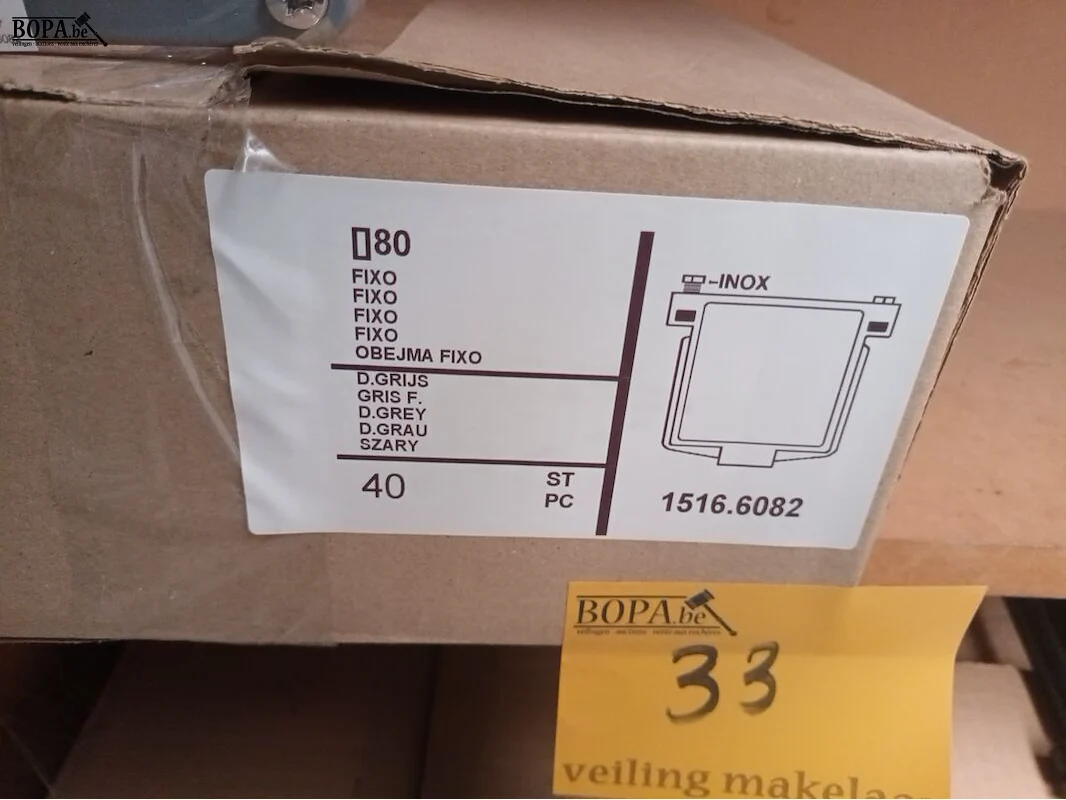 BOPA.be
▯80
FIXO
FIXO
FIXO
FIXO
OBEJMA FIXO
D.GRIJS
GRIS F.
D.GREY
D.GRAU
SZARY
40 ST
PC
-INOX
1516.6082
BOPA.be
33
veiling makelaa